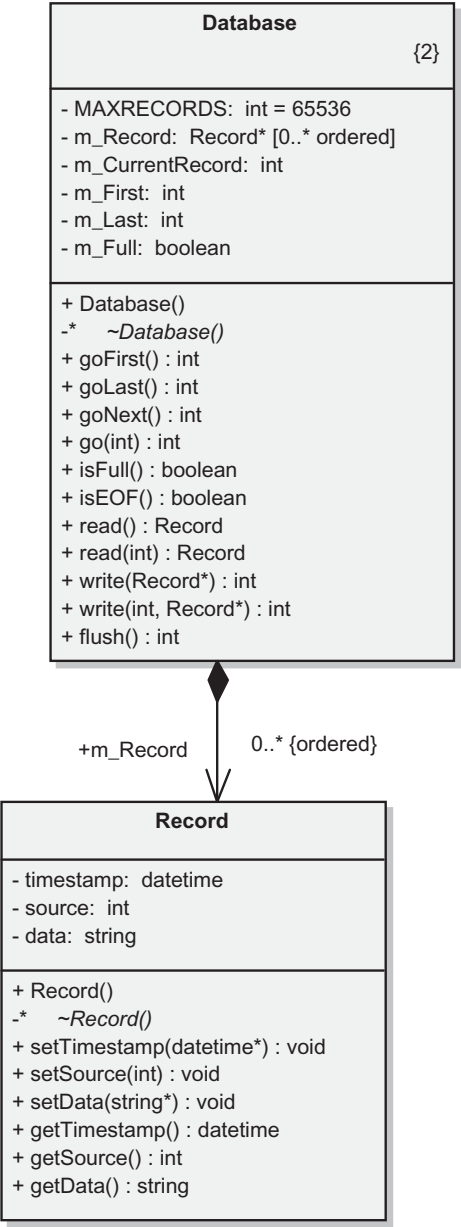 Database
{2}
- MAXRECORDS:  int = 65536
- m_Record:  Record* [0..* ordered]
- m_CurrentRecord:  int
- m_First:  int
- m_Last:  int
- m_Full:  boolean
+ Database()
-*    ~Database()
+ goFirst() : int
+ goLast() : int
+ goNext() : int
+ go(int) : int
+ isFull() : boolean
+ isEOF() : boolean
+ read() : Record
+ read(int) : Record
+ write(Record*) : int
+ write(int, Record*) : int
+ flush() : int
+m_Record
0..* {ordered}
Record
- timestamp:  datetime
- source:  int
- data:  string
+ Record()
-*    ~Record()
+ setTimestamp(datetime*) : void
+ setSource(int) : void
+ setData(string*) : void
+ getTimestamp() : datetime
+ getSource() : int
+ getData() : string